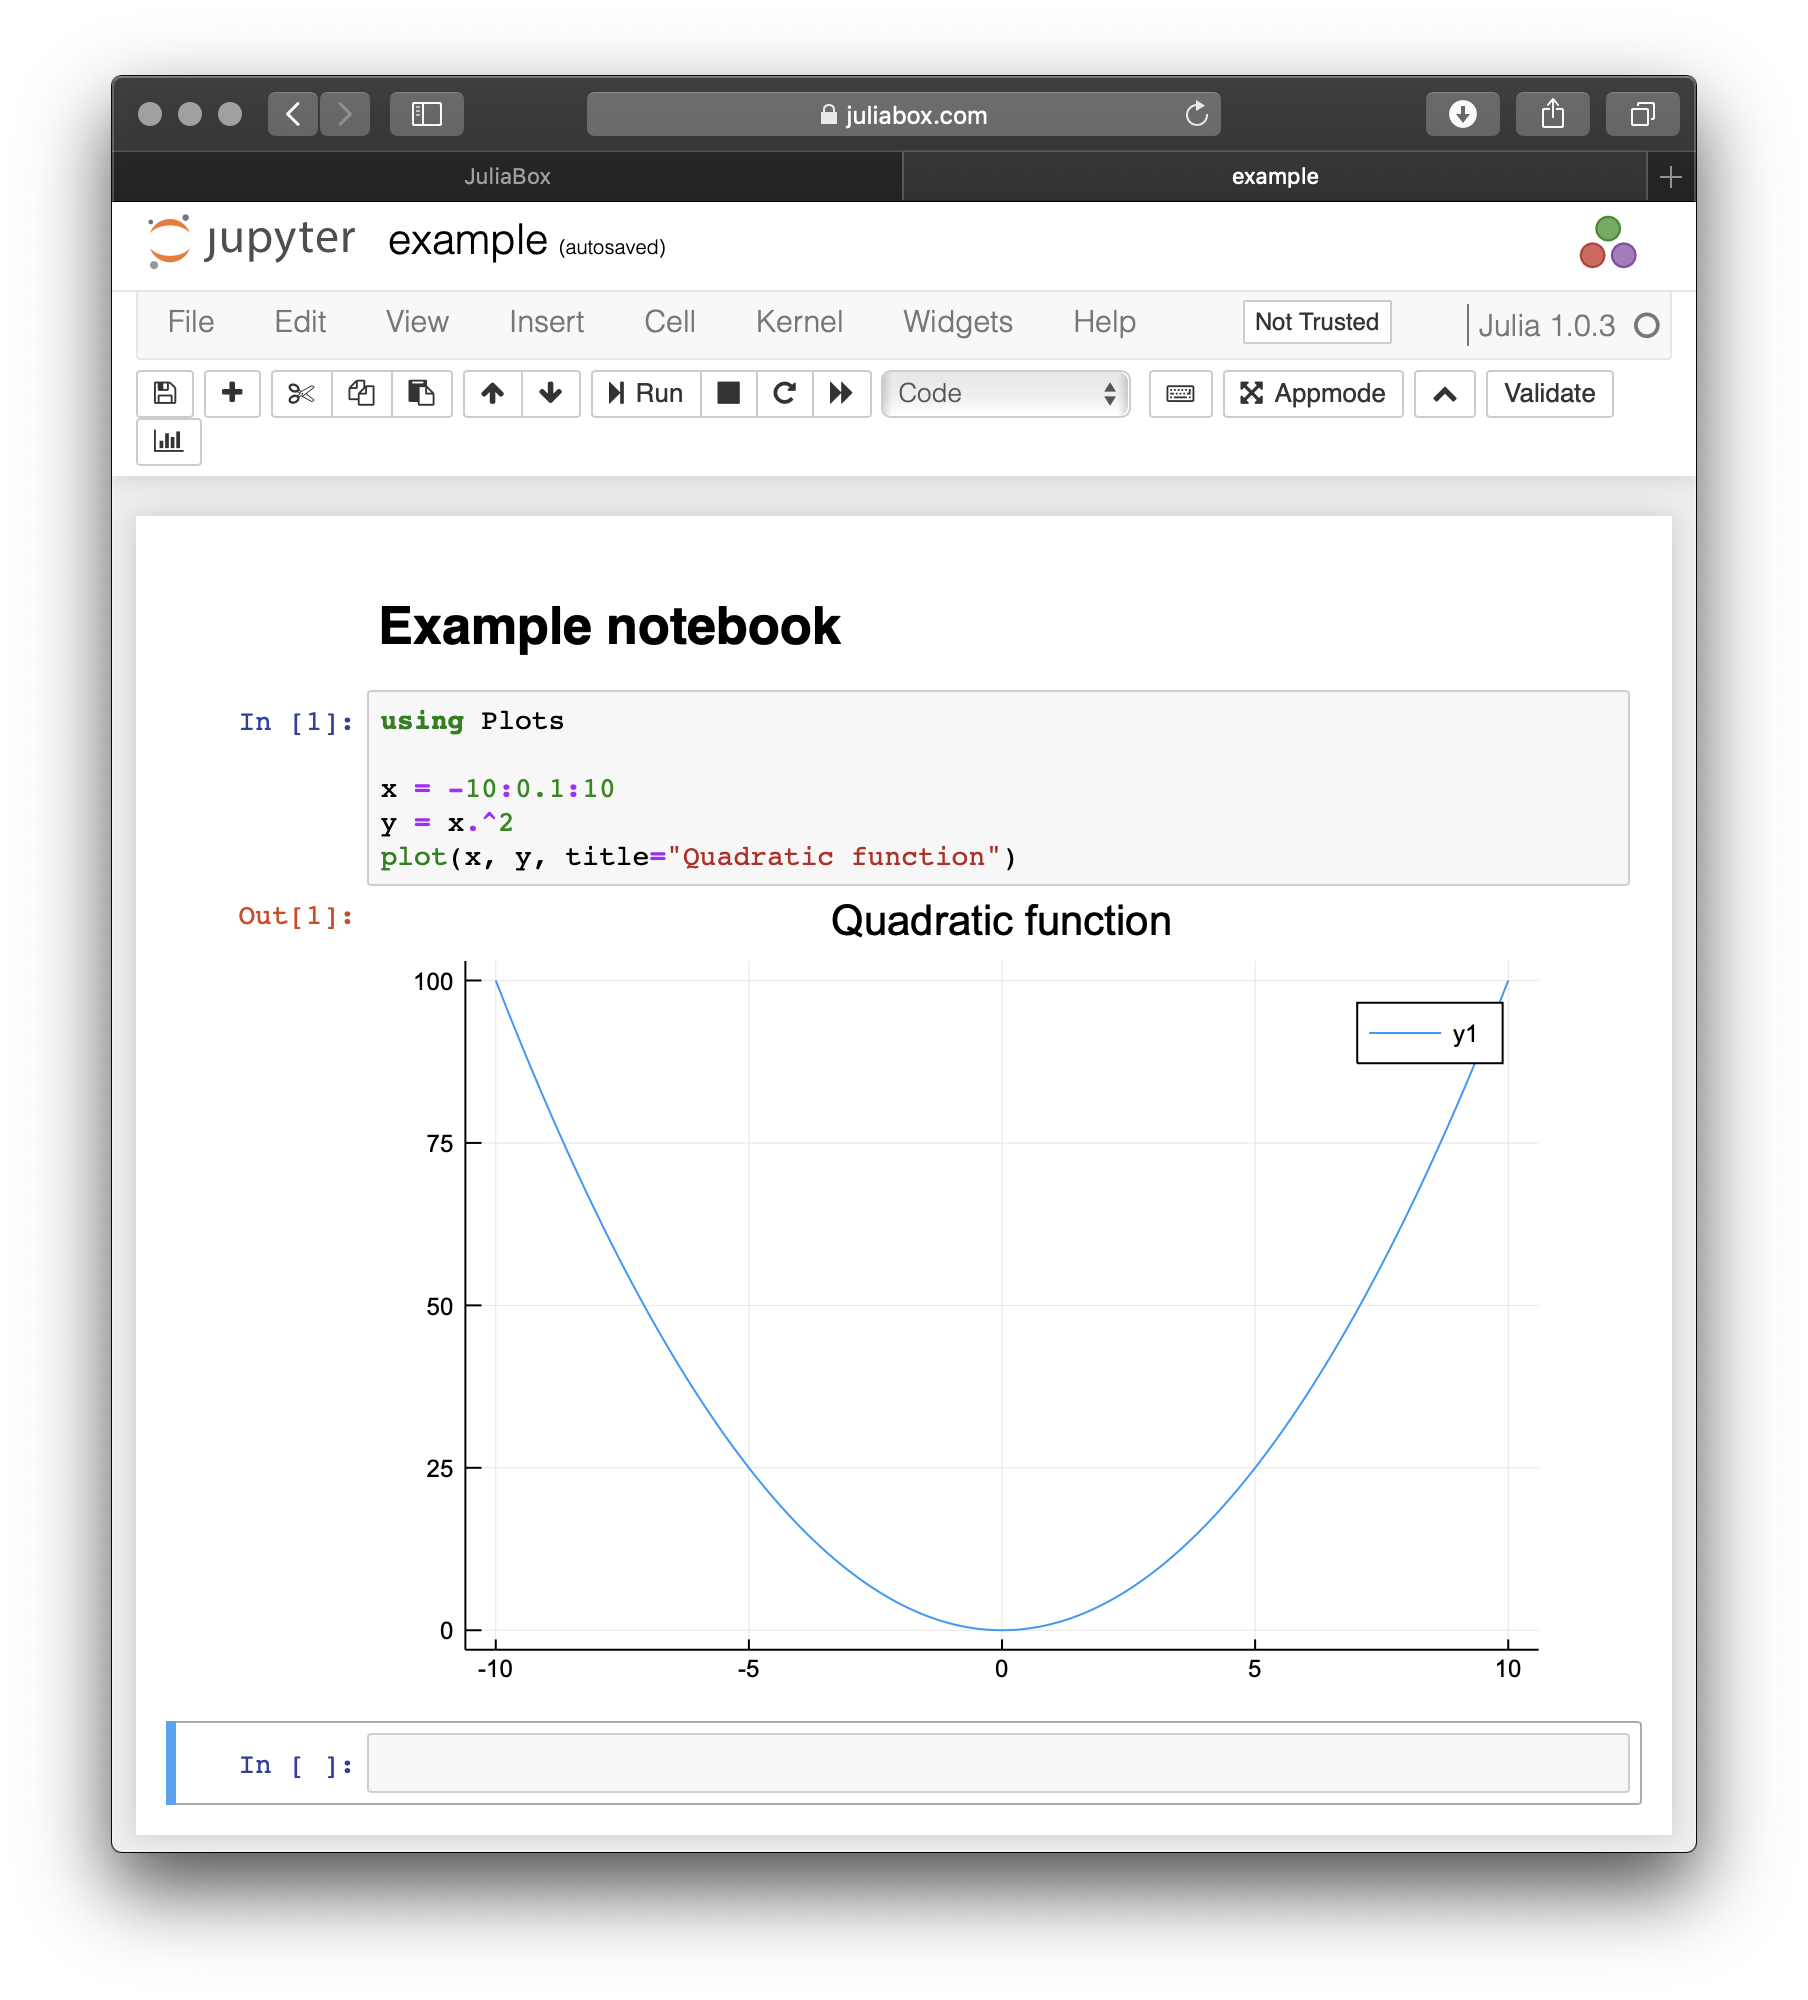 juliabox.com
JuliaBox example
jupyter example (autosaved)
File Edit View Insert Cell Kernel Widgets Help Not Trusted Julia 1.0.3
Run Code Appmode Validate
Example notebook
In [1]: using Plots
x = -10:0.1:10
y = x.^2
plot(x, y, title="Quadratic function")
Out[1]:
Quadratic function
100
y1
75
50
25
0
-10 -5 0 5 10
In [ ]: